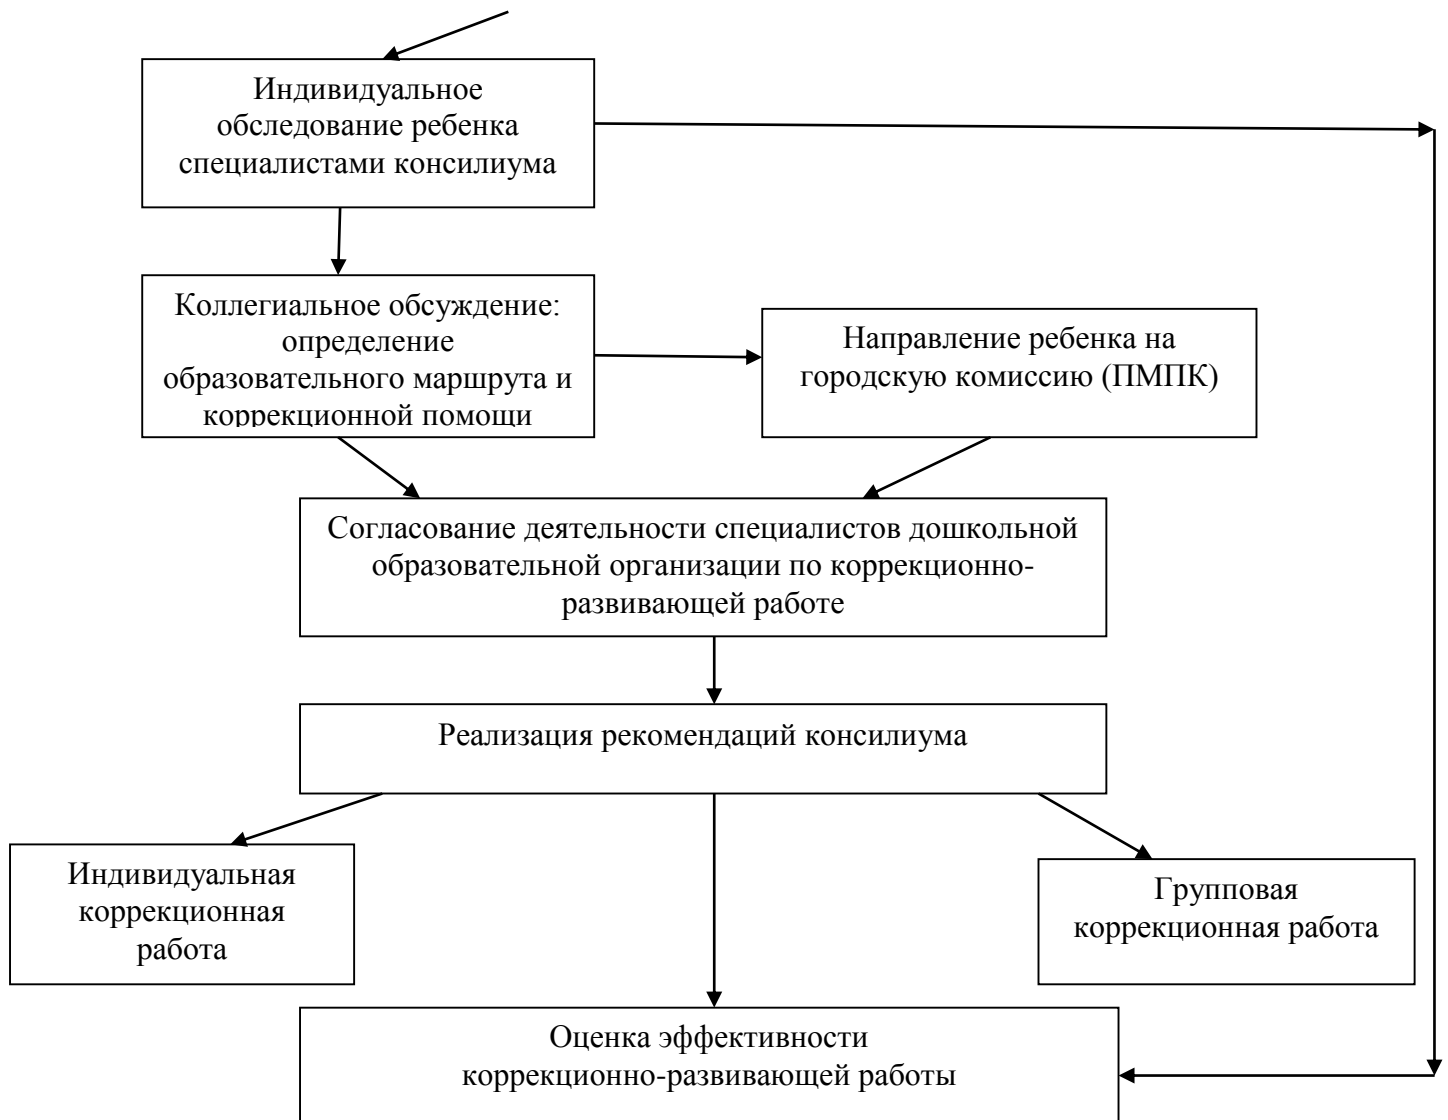 Индивидуальное
обследование ребенка
специалистами консилиума
Коллегиальное обсуждение:
определение
образовательного маршрута и
коррекционной помощи
Направление ребенка на
городскую комиссию (ПМПК)
Согласование деятельности специалистов дошкольной
образовательной организации по коррекционно-
развивающей работе
Реализация рекомендаций консилиума
Индивидуальная
коррекционная
работа
Групповая
коррекционная работа
Оценка эффективности
коррекционно-развивающей работы